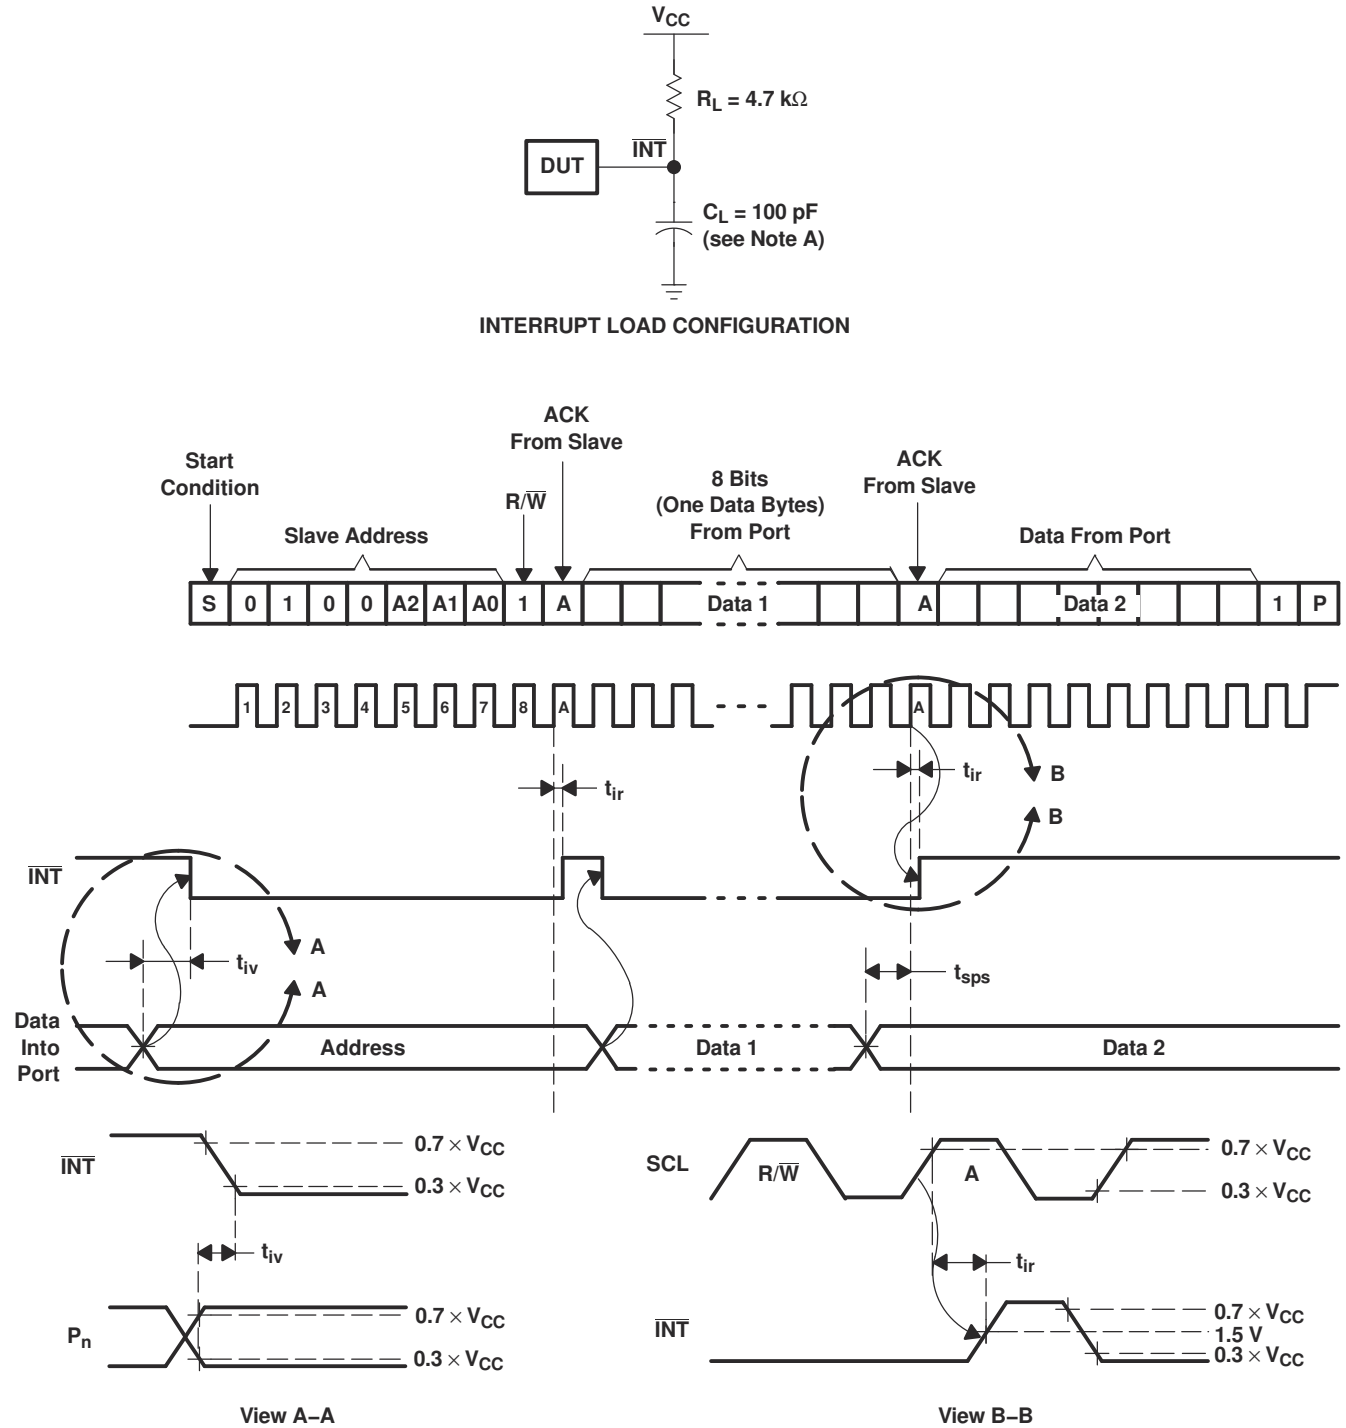 VCC
RL = 4.7 kΩ
INT
DUT
CL = 100 pF
(see Note A)
INTERRUPT LOAD CONFIGURATION
ACK
From Slave
Start
Condition
R/W
8 Bits
(One Data Bytes)
From Port
ACK
From Slave
Slave Address
Data From Port
S 0 1 0 0 A2 A1 A0 1 A Data 1 A Data 2 1 P
1 2 3 4 5 6 7 8 A A
tir
tir
B
B
INT
A
tiv
A
tsps
Data
Into
Port
Address
Data 1
Data 2
INT
0.7 × VCC
0.3 × VCC
tiv
Pn
0.7 × VCC
0.3 × VCC
View A–A
SCL
R/W
A
0.7 × VCC
0.3 × VCC
tir
INT
0.7 × VCC
1.5 V
0.3 × VCC
View B–B